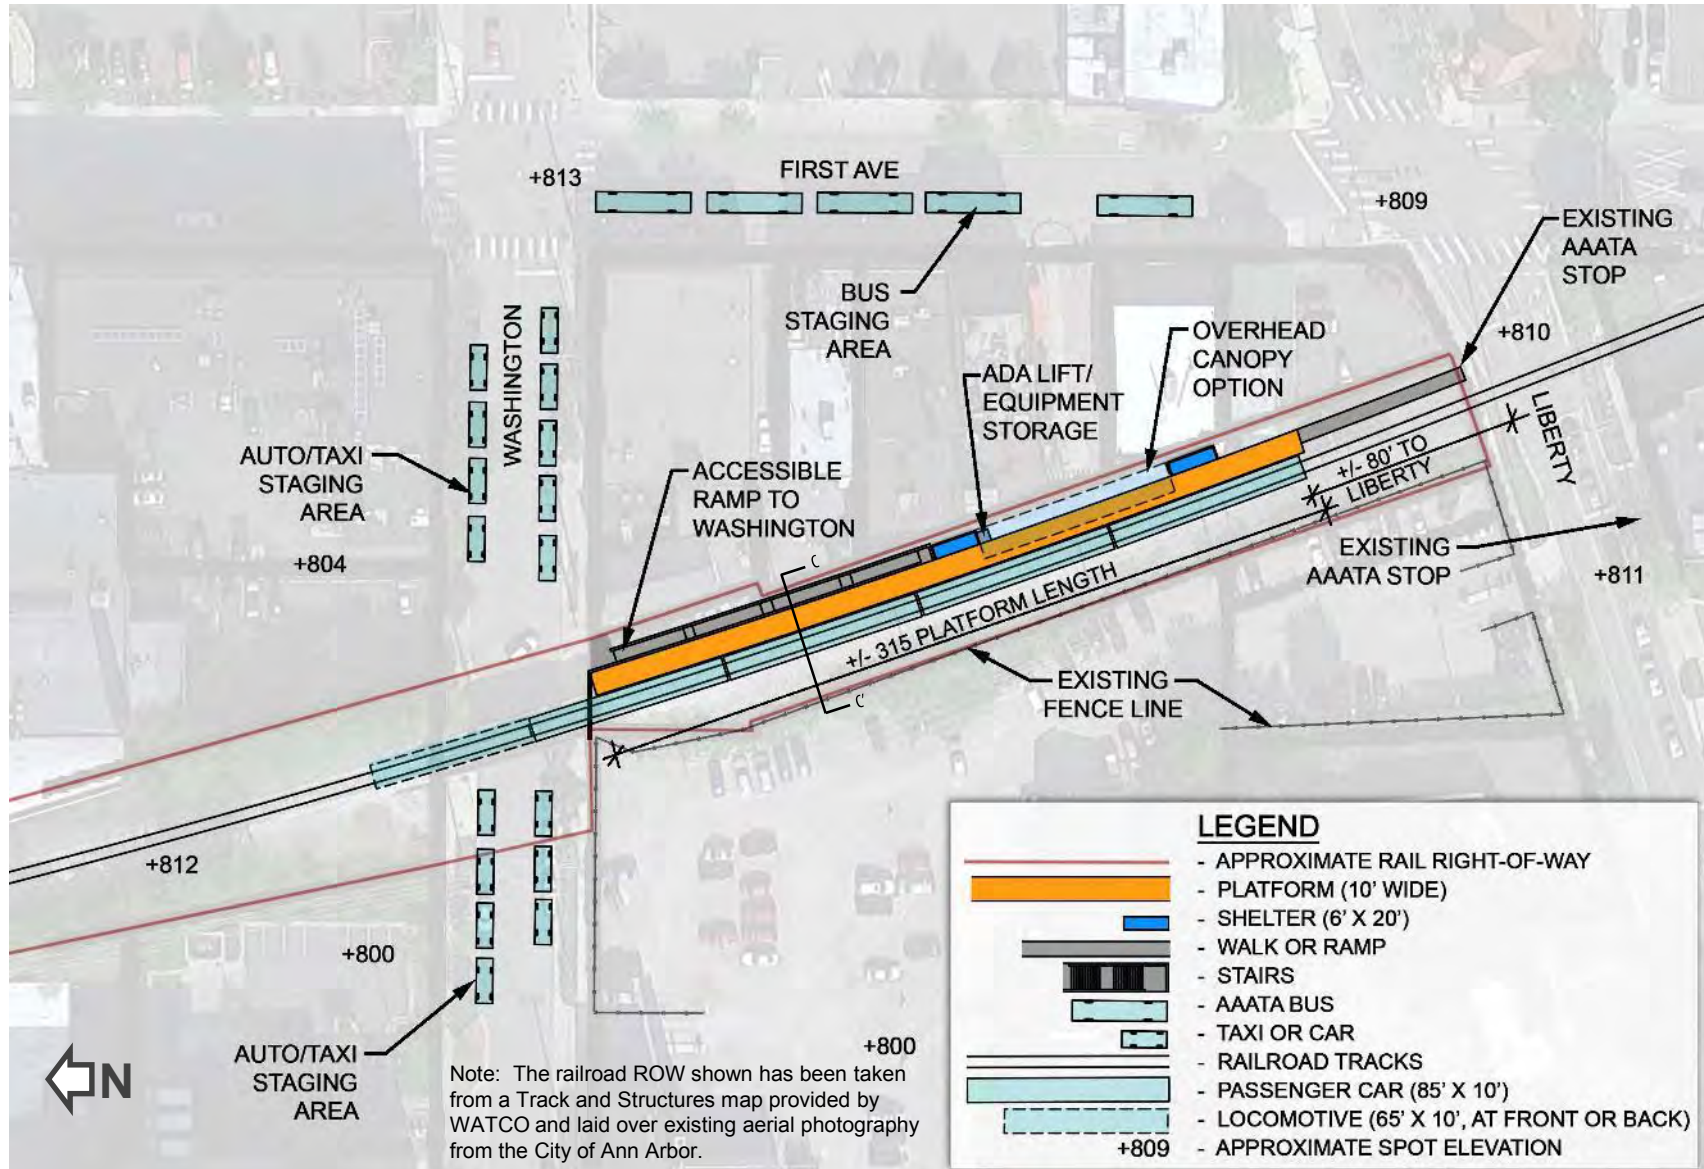 +813
FIRST AVE
+809
EXISTING
AAATA
STOP
BUS
STAGING
AREA
WASHINGTON
+810
OVERHEAD
CANOPY
OPTION
ADA LIFT/
EQUIPMENT
STORAGE
AUTO/TAXI
STAGING
AREA
ACCESSIBLE
RAMP TO
WASHINGTON
+/- 80' TO
LIBERTY
LIBERTY
+804
C
EXISTING
AAATA STOP
+811
+/- 315 PLATFORM LENGTH
C'
EXISTING
FENCE LINE
+812
+800
AUTO/TAXI
STAGING
AREA
+800
N
Note: The railroad ROW shown has been taken
from a Track and Structures map provided by
WATCO and laid over existing aerial photography
from the City of Ann Arbor.
LEGEND
- APPROXIMATE RAIL RIGHT-OF-WAY
- PLATFORM (10' WIDE)
- SHELTER (6' X 20')
- WALK OR RAMP
- STAIRS
- AAATA BUS
- TAXI OR CAR
- RAILROAD TRACKS
- PASSENGER CAR (85' X 10')
- LOCOMOTIVE (65' X 10', AT FRONT OR BACK)
+809 - APPROXIMATE SPOT ELEVATION